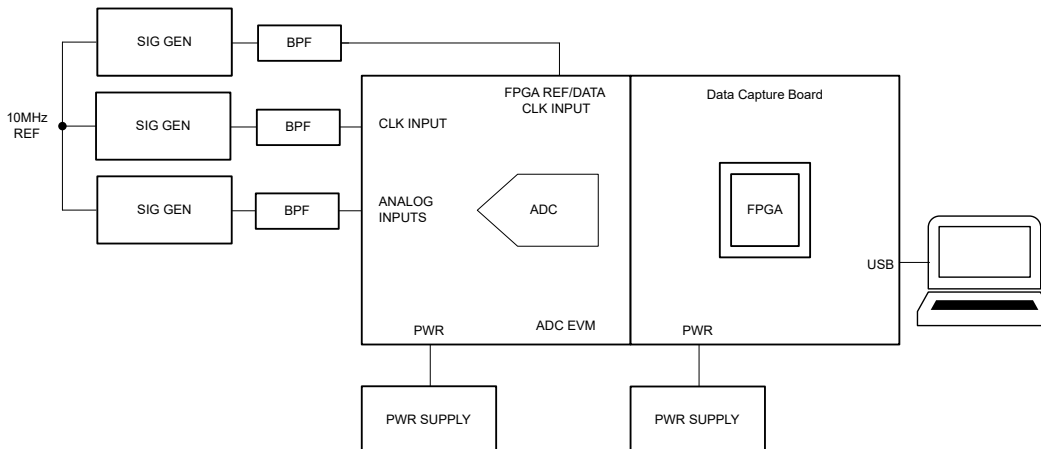 SIG GEN
BPF
FPGA REF/DATA
CLK INPUT
Data Capture Board
10MHz
REF
SIG GEN
BPF
CLK INPUT
SIG GEN
BPF
ANALOG
INPUTS
ADC
FPGA
USB
PWR
ADC EVM
PWR
PWR SUPPLY
PWR SUPPLY